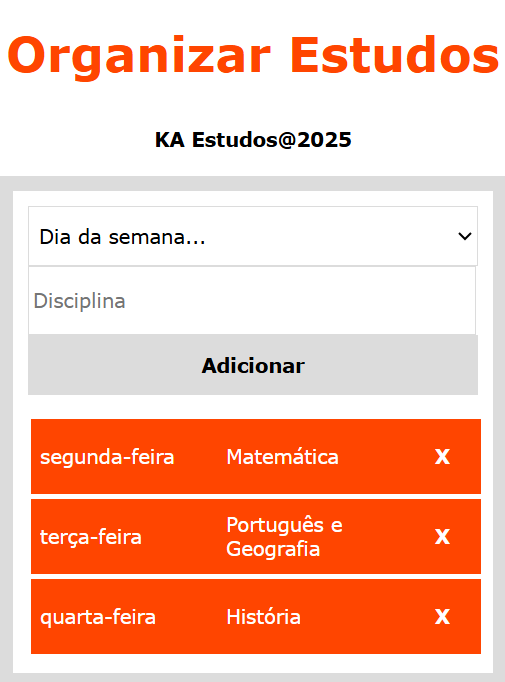 Organizar Estudos
KA Estudos@2025
Dia da semana...
Disciplina
Adicionar
segunda-feira Matemática X
terça-feira Português e
Geografia X
quarta-feira História X